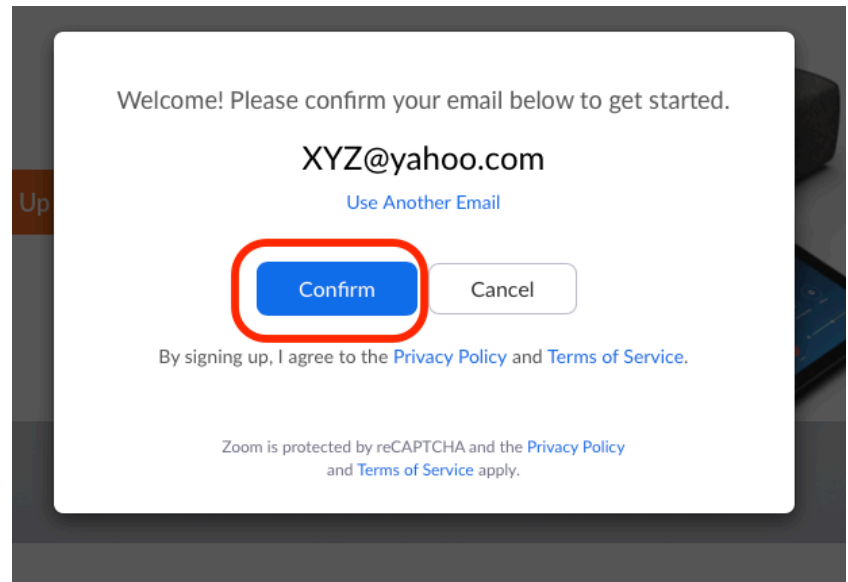 Welcome! Please confirm your email below to get started.
XYZ@yahoo.com
Up
Use Another Email
Confirm
Cancel
By signing up, I agree to the Privacy Policy and Terms of Service.
Zoom is protected by reCAPTCHA and the Privacy Policy
and Terms of Service apply.